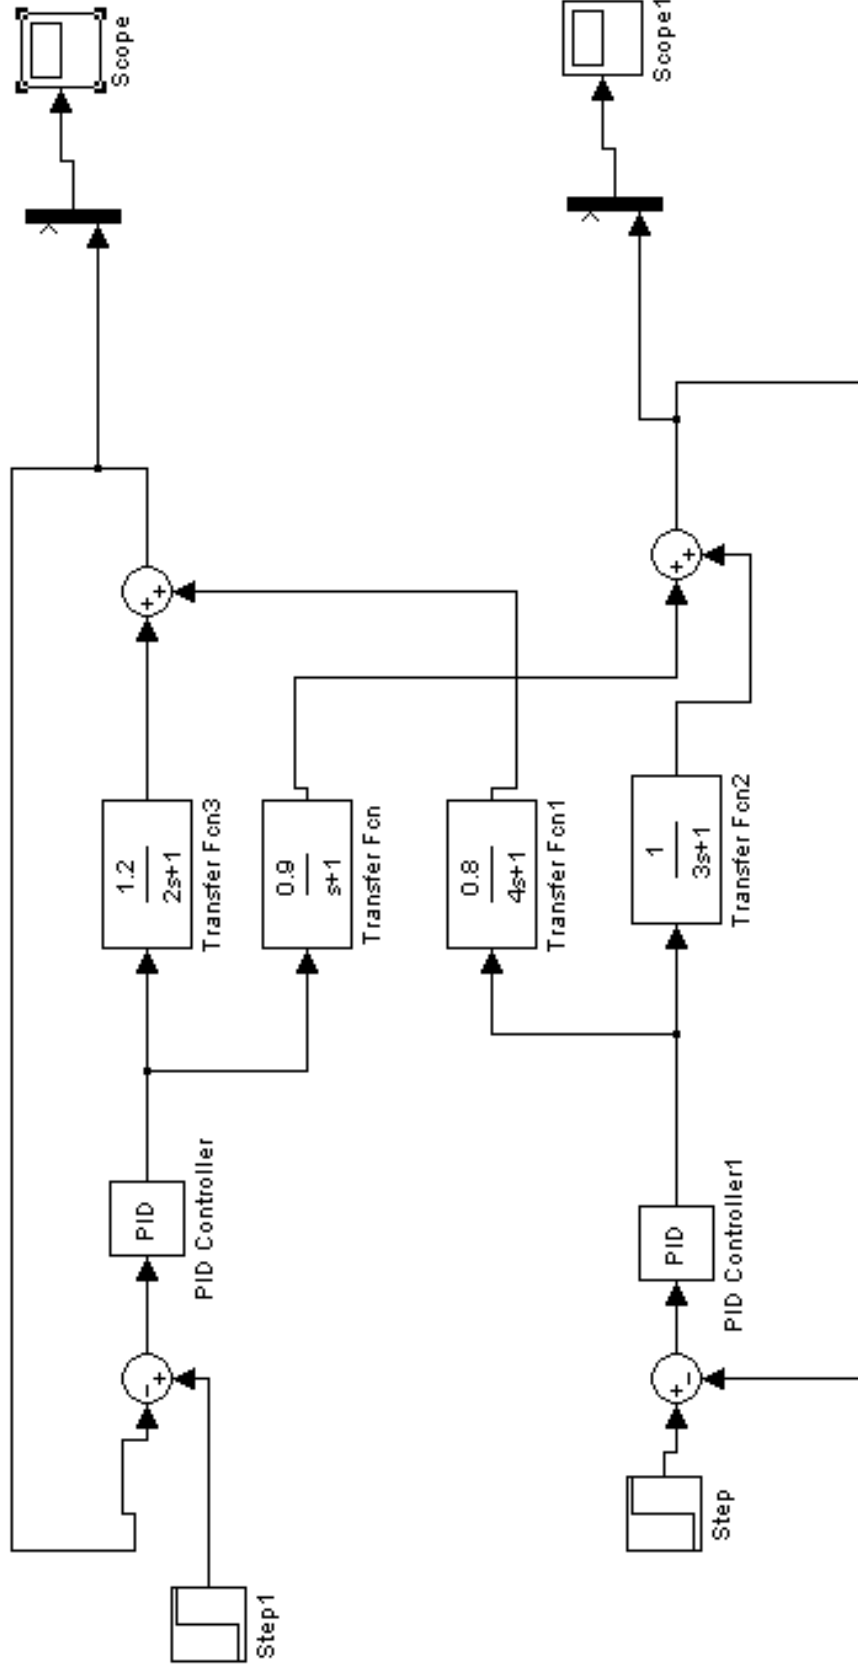 Scope
1.2
2s+1
-
+
PID
+
+
PID Controller
Transfer Fcn3
Step1
0.9
s+1
Transfer Fcn
0.8
4s+1
Transfer Fcn1
Scope1
1
3s+1
+
-
PID
+
+
Step
PID Controller1
Transfer Fcn2